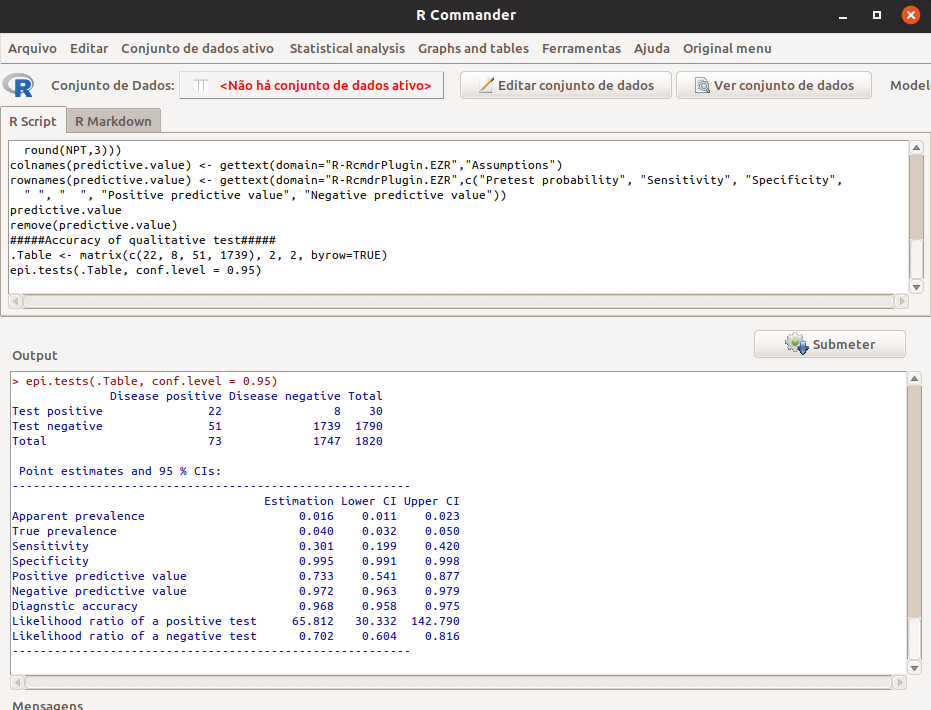 R Commander
Arquivo Editar Conjunto de dados ativo Statistical analysis Graphs and tables Ferramentas Ajuda Original menu
R Conjunto de Dados: <Não há conjunto de dados ativo> Editar conjunto de dados Ver conjunto de dados Model
R Script R Markdown
round(NPT,3)))
colnames(predictive.value) <- gettext(domain="R-RcmdrPlugin.EZR","Assumptions")
rownames(predictive.value) <- gettext(domain="R-RcmdrPlugin.EZR",c("Pretest probability", "Sensitivity", "Specificity",
" ", "  ", "Positive predictive value", "Negative predictive value"))
predictive.value
remove(predictive.value)
#####Accuracy of qualitative test#####
.Table <- matrix(c(22, 8, 51, 1739), 2, 2, byrow=TRUE)
epi.tests(.Table, conf.level = 0.95)
Submeter
Output
> epi.tests(.Table, conf.level = 0.95)
Disease positive Disease negative Total
Test positive 22 8 30
Test negative 51 1739 1790
Total 73 1747 1820
Point estimates and 95 % CIs:
---------------------------------------------------------
Estimation Lower CI Upper CI
Apparent prevalence 0.016 0.011 0.023
True prevalence 0.040 0.032 0.050
Sensitivity 0.301 0.199 0.420
Specificity 0.995 0.991 0.998
Positive predictive value 0.733 0.541 0.877
Negative predictive value 0.972 0.963 0.979
Diagnstic accuracy 0.968 0.958 0.975
Likelihood ratio of a positive test 65.812 30.332 142.790
Likelihood ratio of a negative test 0.702 0.604 0.816
---------------------------------------------------------
Mensagens